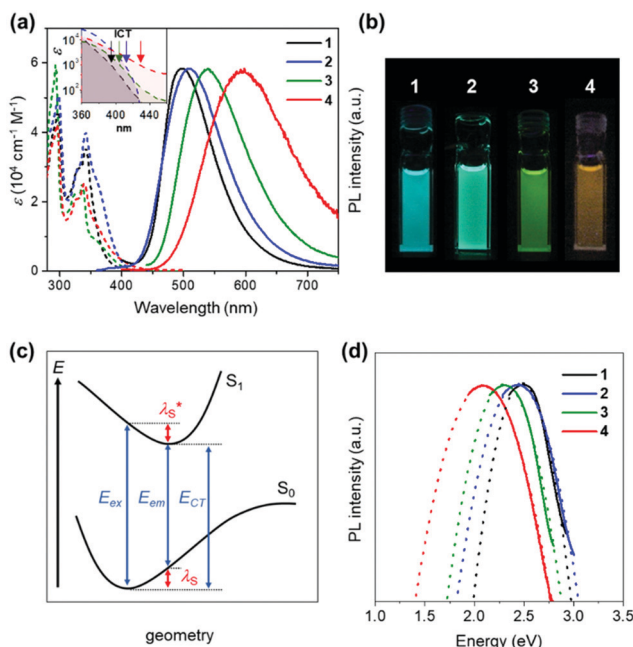 (a)
ICT
ε
10⁴
10³
10²
360 400 440
nm
1
2
3
4
ε (10⁴ cm⁻¹ M⁻¹)
6
4
2
0
280 300 400 500 600 700
Wavelength (nm)
PL intensity (a.u.)
(b)
1 2 3 4
(c)
E
S₁
λS*
Eex Eem ECT
S₀
λS
geometry
(d)
1
2
3
4
PL intensity (a.u.)
1.0 1.5 2.0 2.5 3.0 3.5
Energy (eV)